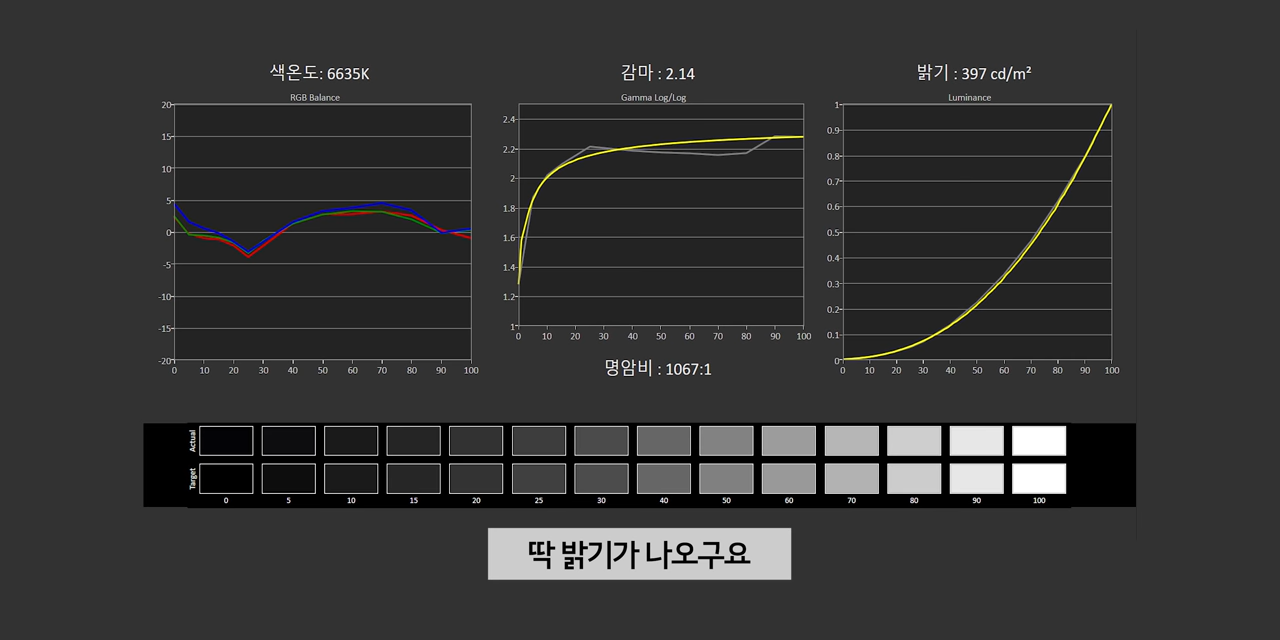 색온도: 6635K
감마 : 2.14
밝기 : 397 cd/m²
RGB Balance
Gamma Log/Log
Luminance
20
15
10
5
0
-5
-10
-15
-20
0 10 20 30 40 50 60 70 80 90 100
2.4
2.2
2
1.8
1.6
1.4
1.2
1
0 10 20 30 40 50 60 70 80 90 100
1
0.9
0.8
0.7
0.6
0.5
0.4
0.3
0.2
0.1
0
0 10 20 30 40 50 60 70 80 90 100
명암비 : 1067:1
Actual
Target
0 5 10 15 20 25 30 40 50 60 70 80 90 100
딱 밝기가 나오구요